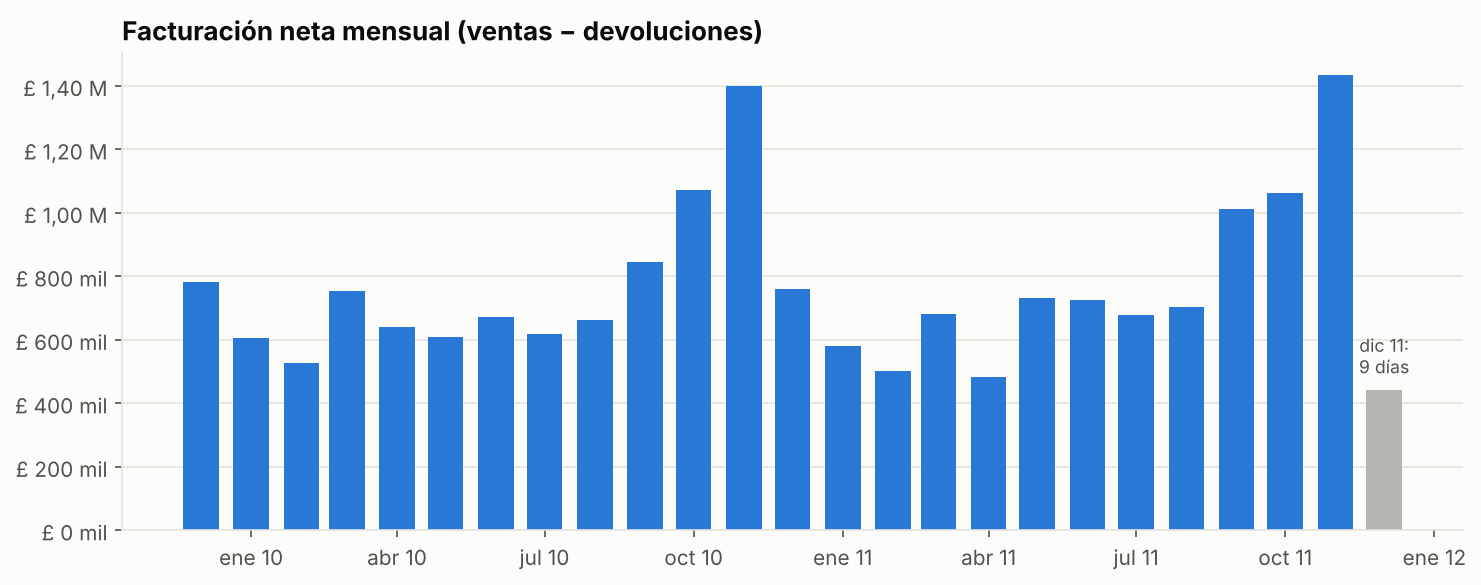 Facturación neta mensual (ventas − devoluciones)
£ 1,40 M
£ 1,20 M
£ 1,00 M
£ 800 mil
£ 600 mil
£ 400 mil
£ 200 mil
£ 0 mil
dic 11:
9 días
ene 10 abr 10 jul 10 oct 10 ene 11 abr 11 jul 11 oct 11 ene 12